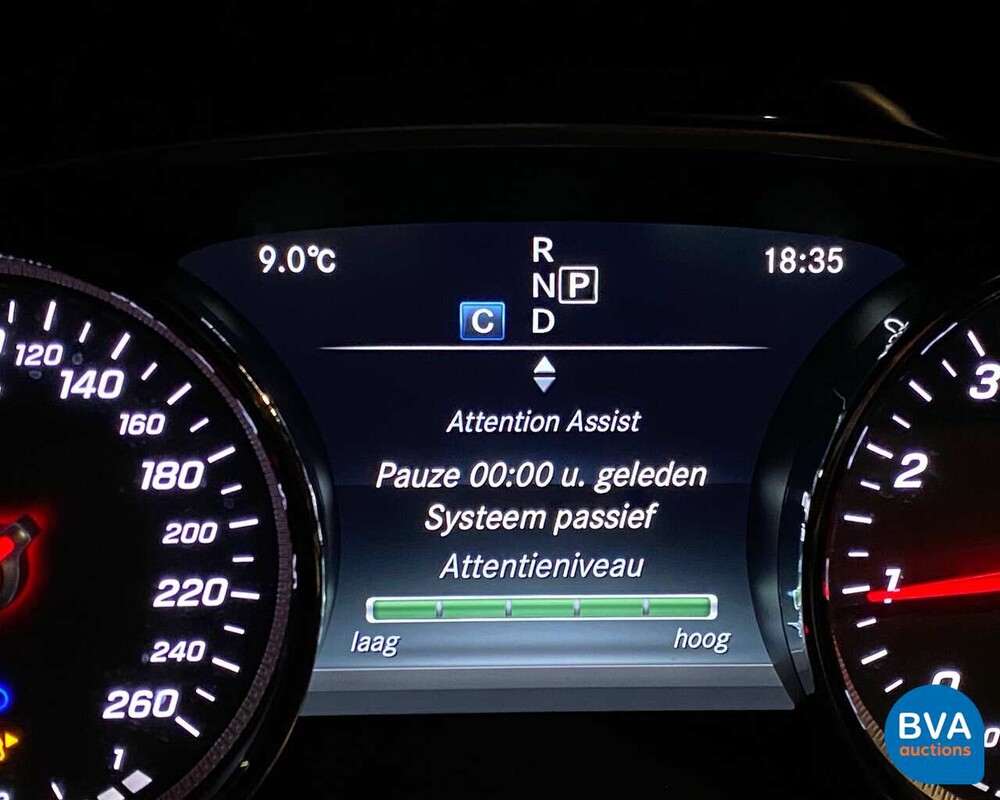 9.0°C
18:35
R
N P
C D
Attention Assist
Pauze 00:00 u. geleden
Systeem passief
Attentieniveau
laag
hoog
120
140
160
180
200
220
240
260
1
3
2
1
0
BVA
auctions